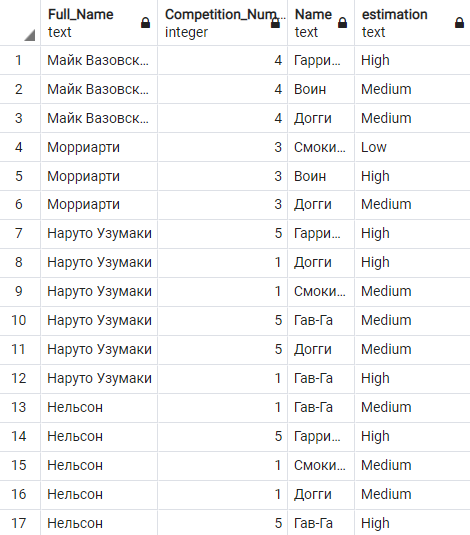 Full_Name Competition_Num... Name estimation
text integer text text
1 Майк Вазовск... 4 Гарри... High
2 Майк Вазовск... 4 Воин Medium
3 Майк Вазовск... 4 Догги Medium
4 Морриарти 3 Смоки... Low
5 Морриарти 3 Воин High
6 Морриарти 3 Догги Medium
7 Наруто Узумаки 5 Гарри... High
8 Наруто Узумаки 1 Догги High
9 Наруто Узумаки 1 Смоки... Medium
10 Наруто Узумаки 5 Гав-Га Medium
11 Наруто Узумаки 5 Догги Medium
12 Наруто Узумаки 1 Гав-Га High
13 Нельсон 1 Гав-Га Medium
14 Нельсон 5 Гарри... High
15 Нельсон 1 Смоки... Medium
16 Нельсон 1 Догги Medium
17 Нельсон 5 Гав-Га High